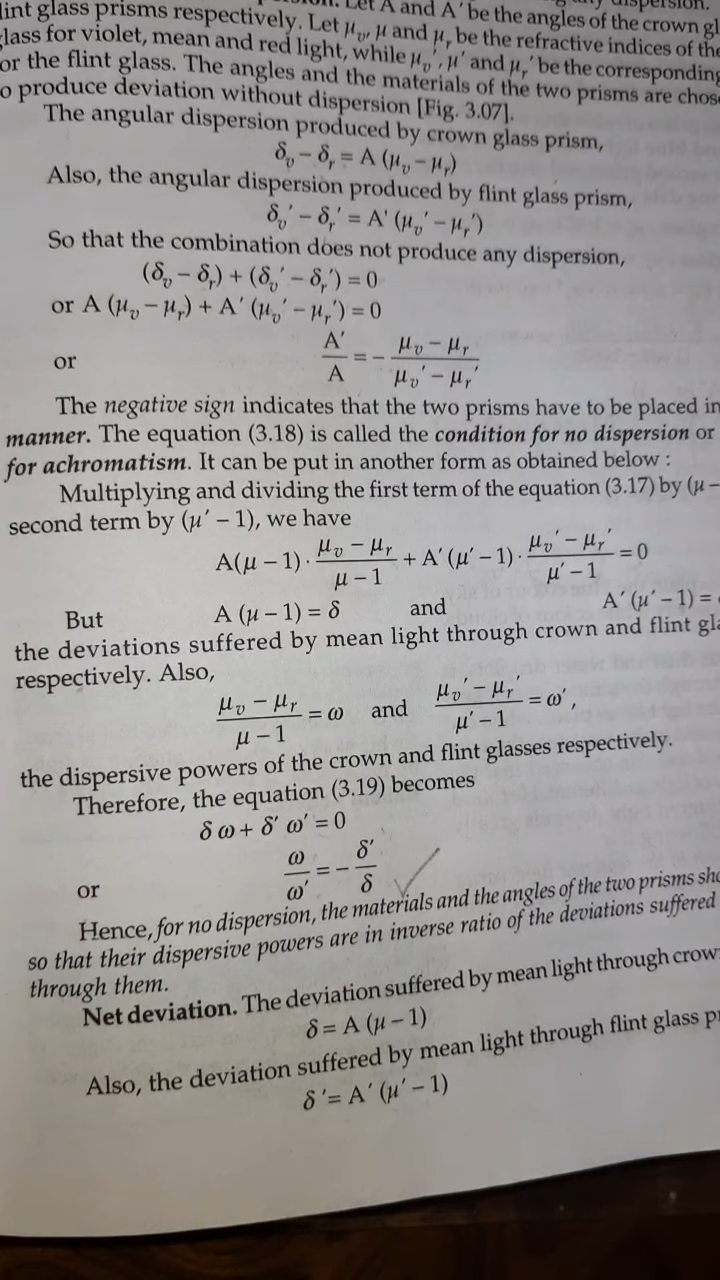 A and A′ be the angles of the crown
glass prisms respectively. Let μᵥ, μ and μᵣ be the refractive indices of the
for violet, mean and red light, while μᵥ′, μ′ and μᵣ′ be the corresponding
the flint glass. The angles and the materials of the two prisms are
produce deviation without dispersion [Fig. 3.07].
The angular dispersion produced by crown glass prism,
δᵥ – δᵣ = A (μᵥ – μᵣ)
Also, the angular dispersion produced by flint glass prism,
δᵥ′ – δᵣ′ = A' (μᵥ′ – μᵣ′)
So that the combination does not produce any dispersion,
(δᵥ – δᵣ) + (δᵥ′ – δᵣ′) = 0
or A (μᵥ – μᵣ) + A′ (μᵥ′ – μᵣ′) = 0
or A′/A = – (μᵥ – μᵣ)/(μᵥ′ – μᵣ′)
The negative sign indicates that the two prisms have to be placed in
manner. The equation (3.18) is called the condition for no dispersion or
for achromatism. It can be put in another form as obtained below :
Multiplying and dividing the first term of the equation (3.17) by (μ –
second term by (μ′ – 1), we have
A(μ – 1) · (μᵥ – μᵣ)/(μ – 1) + A′ (μ′ – 1) · (μᵥ′ – μᵣ′)/(μ′ – 1) = 0
But A (μ – 1) = δ and A′ (μ′ – 1) =
the deviations suffered by mean light through crown and flint
respectively. Also,
(μᵥ – μᵣ)/(μ – 1) = ω and (μᵥ′ – μᵣ′)/(μ′ – 1) = ω′,
the dispersive powers of the crown and flint glasses respectively.
Therefore, the equation (3.19) becomes
δ ω + δ′ ω′ = 0
or ω/ω′ = – δ′/δ
Hence, for no dispersion, the materials and the angles of the two prisms
so that their dispersive powers are in inverse ratio of the deviations suffered
through them.
Net deviation. The deviation suffered by mean light through
δ = A (μ – 1)
Also, the deviation suffered by mean light through flint glass
δ ′= A′ (μ′ – 1)